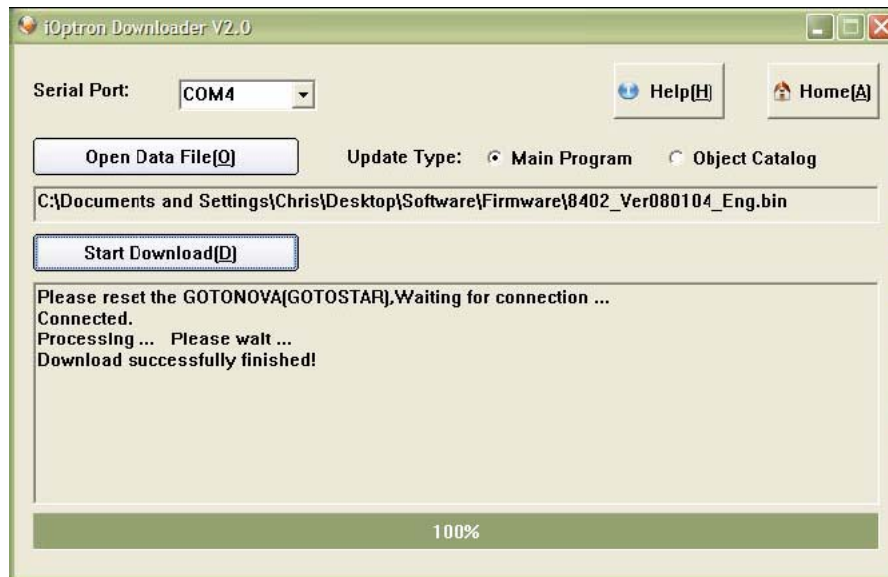 iOptron Downloader V2.0
Serial Port: COM4 Help(H) Home(A)
Open Data File(O) Update Type: Main Program Object Catalog
C:\Documents and Settings\Chris\Desktop\Software\Firmware\8402_Ver080104_Eng.bin
Start Download(D)
Please reset the GOTONOVA(GOTOSTAR),Waiting for connection ...
Connected.
Processing ... Please wait ...
Download successfully finished!
100%